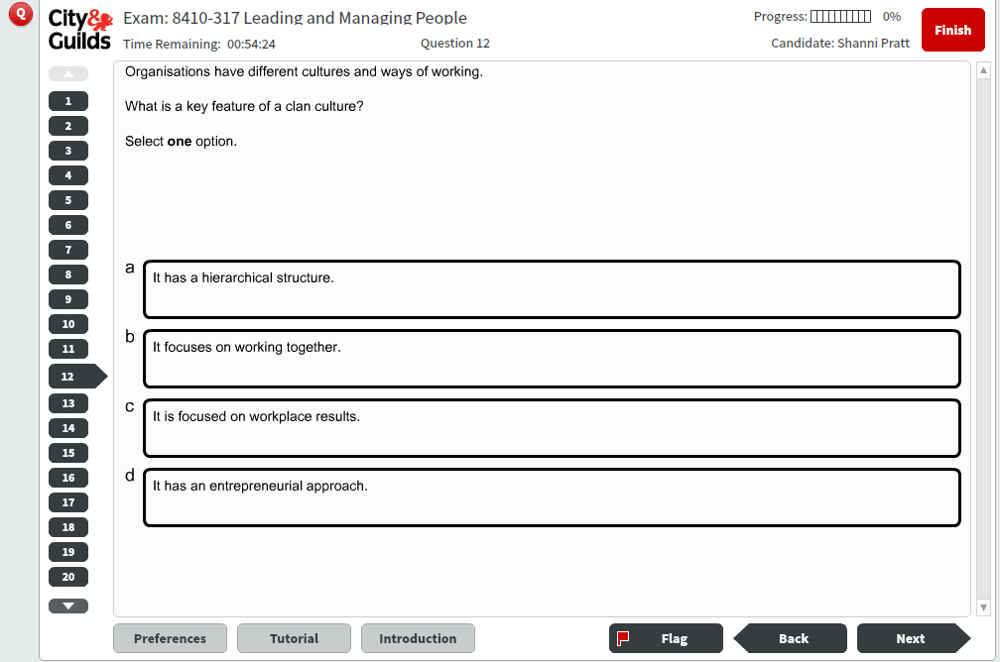 Q
City&
Guilds
Exam: 8410-317 Leading and Managing People
Time Remaining: 00:54:24
Question 12
Progress: 0%
Candidate: Shanni Pratt
Finish
1
2
3
4
5
6
7
8
9
10
11
12
13
14
15
16
17
18
19
20
Organisations have different cultures and ways of working.
What is a key feature of a clan culture?
Select one option.
a
It has a hierarchical structure.
b
It focuses on working together.
c
It is focused on workplace results.
d
It has an entrepreneurial approach.
Preferences
Tutorial
Introduction
Flag
Back
Next